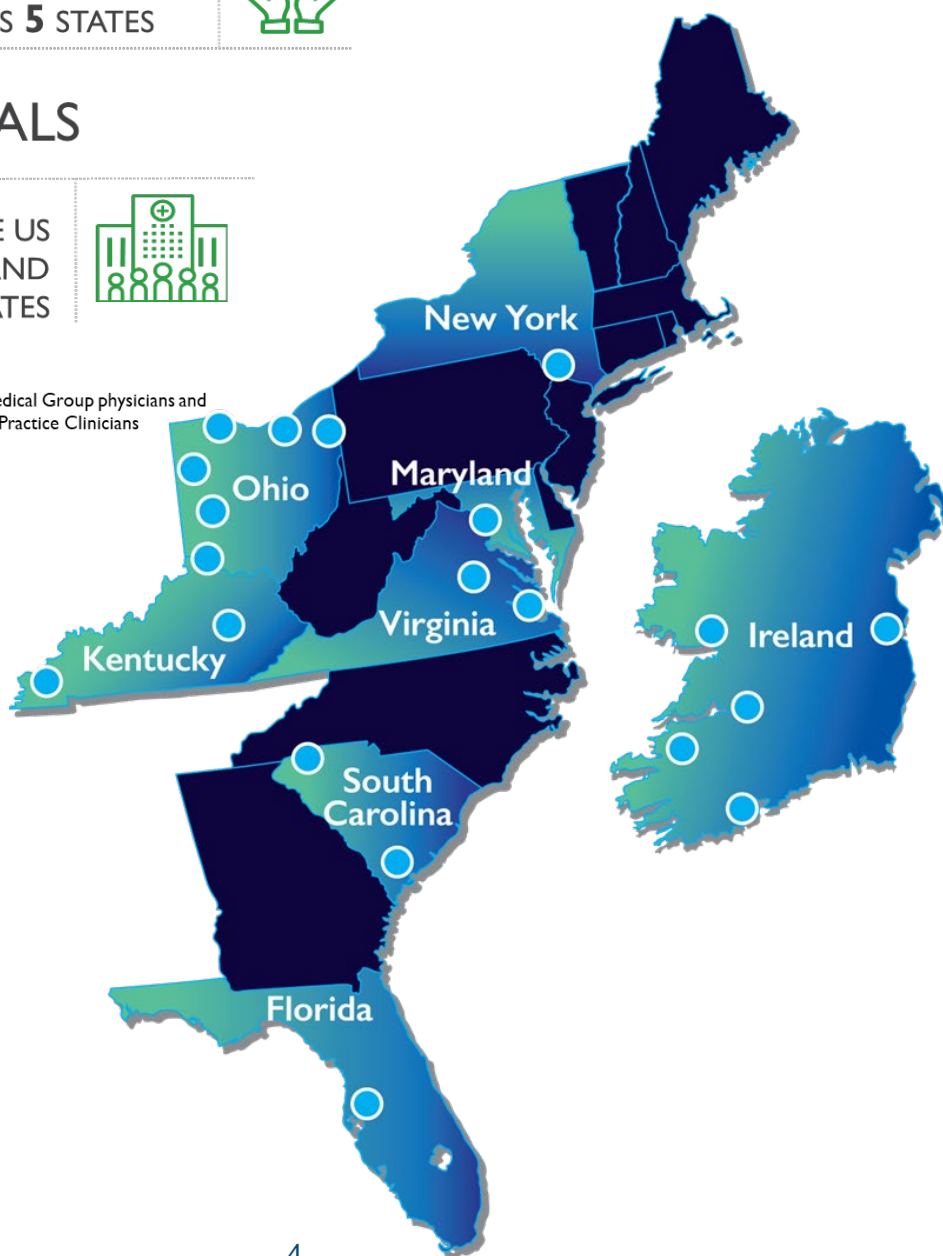 S 5 STATES
ALS
E US
AND
ATES
edical Group physicians and
Practice Clinicians
New York
Maryland
Ohio
Virginia
Kentucky
Ireland
South
Carolina
Florida
4